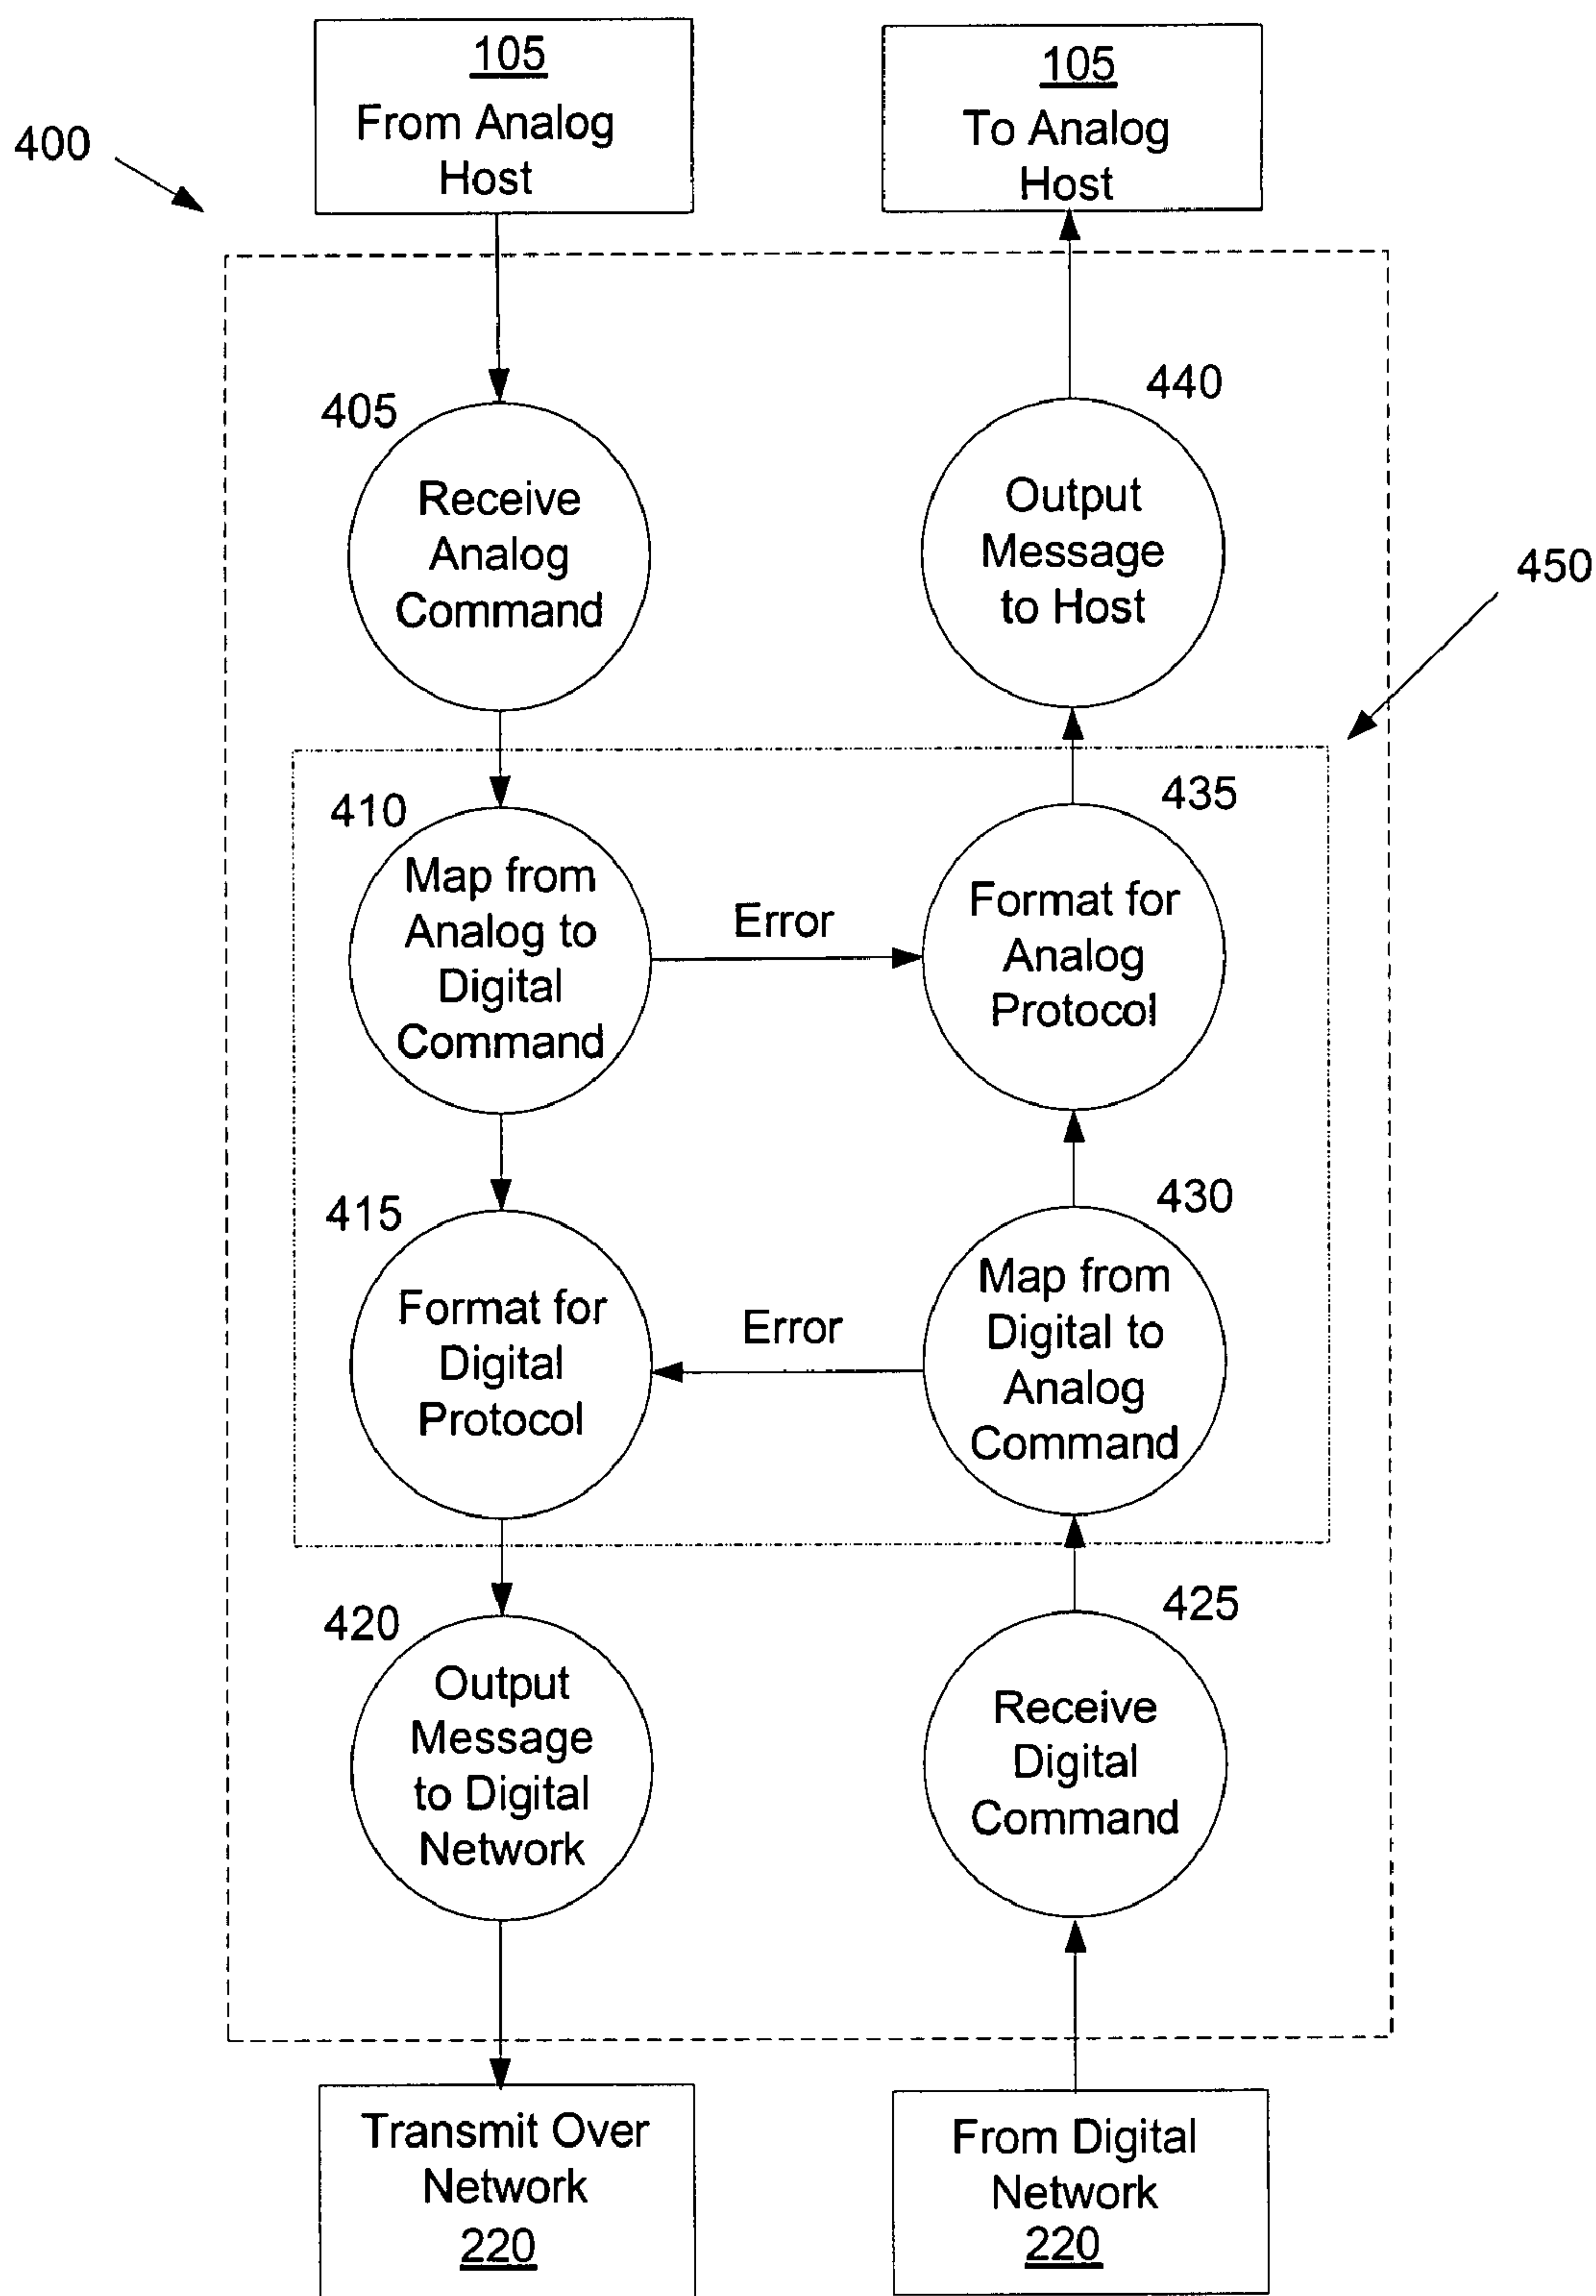 105
From Analog
Host
105
To Analog
Host
400
405
Receive
Analog
Command
440
Output
Message
to Host
450
410
Map from
Analog to
Digital
Command
Error
435
Format for
Analog
Protocol
415
Format for
Digital
Protocol
Error
430
Map from
Digital to
Analog
Command
420
Output
Message
to Digital
Network
425
Receive
Digital
Command
Transmit Over
Network
220
From Digital
Network
220